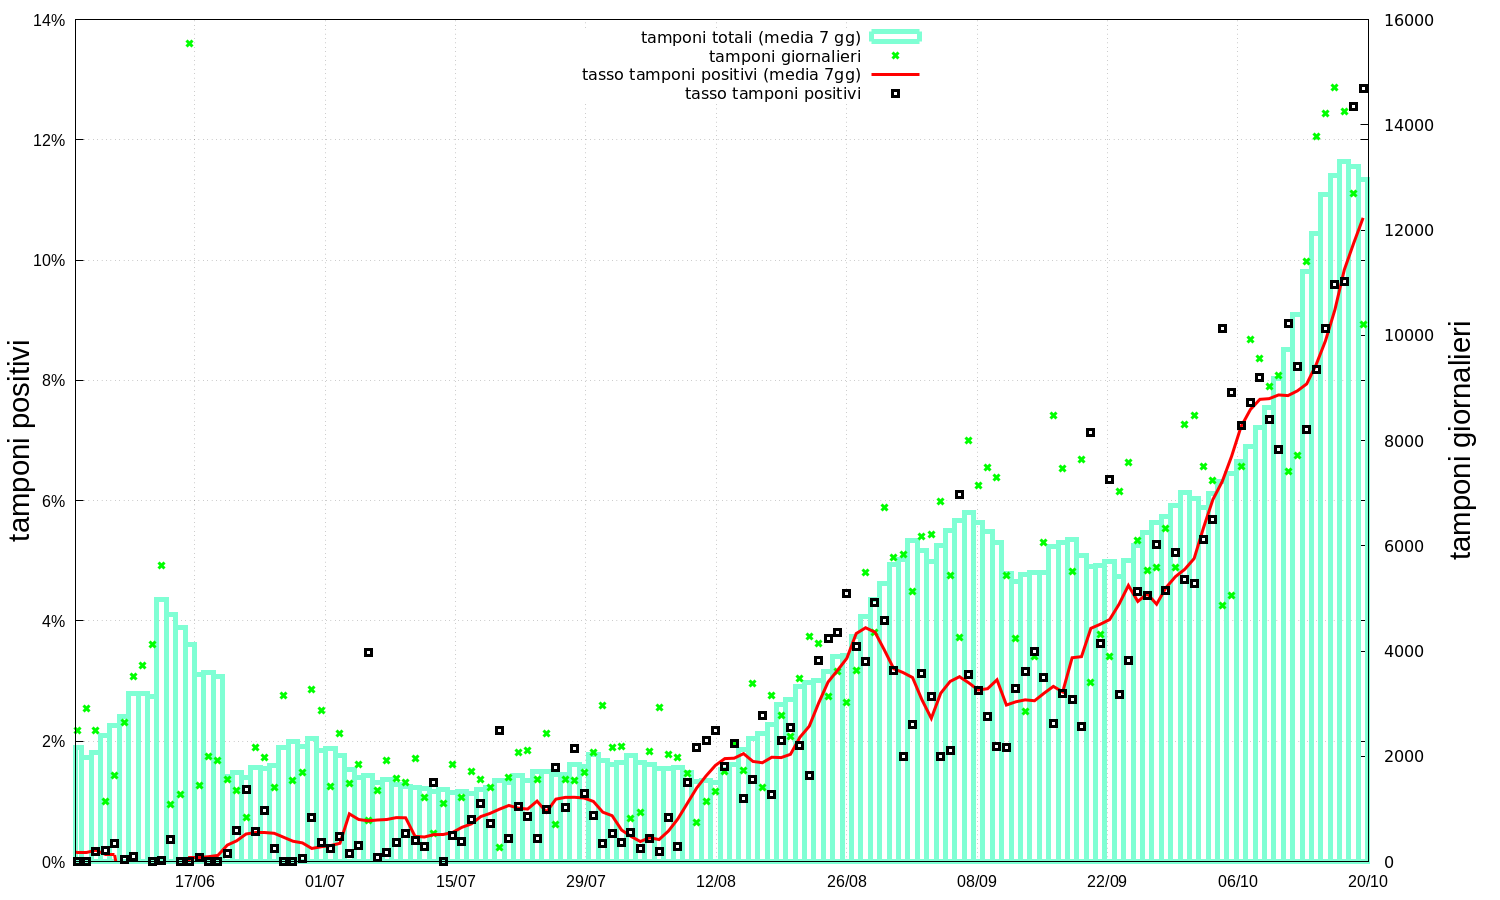 tamponi totali (media 7 gg)
tamponi giornalieri
tasso tamponi positivi (media 7gg)
tasso tamponi positivi
14%
12%
10%
8%
6%
4%
2%
0%
tamponi positivi
16000
14000
12000
10000
8000
6000
4000
2000
0
tamponi giornalieri
17/06 01/07 15/07 29/07 12/08 26/08 08/09 22/09 06/10 20/10